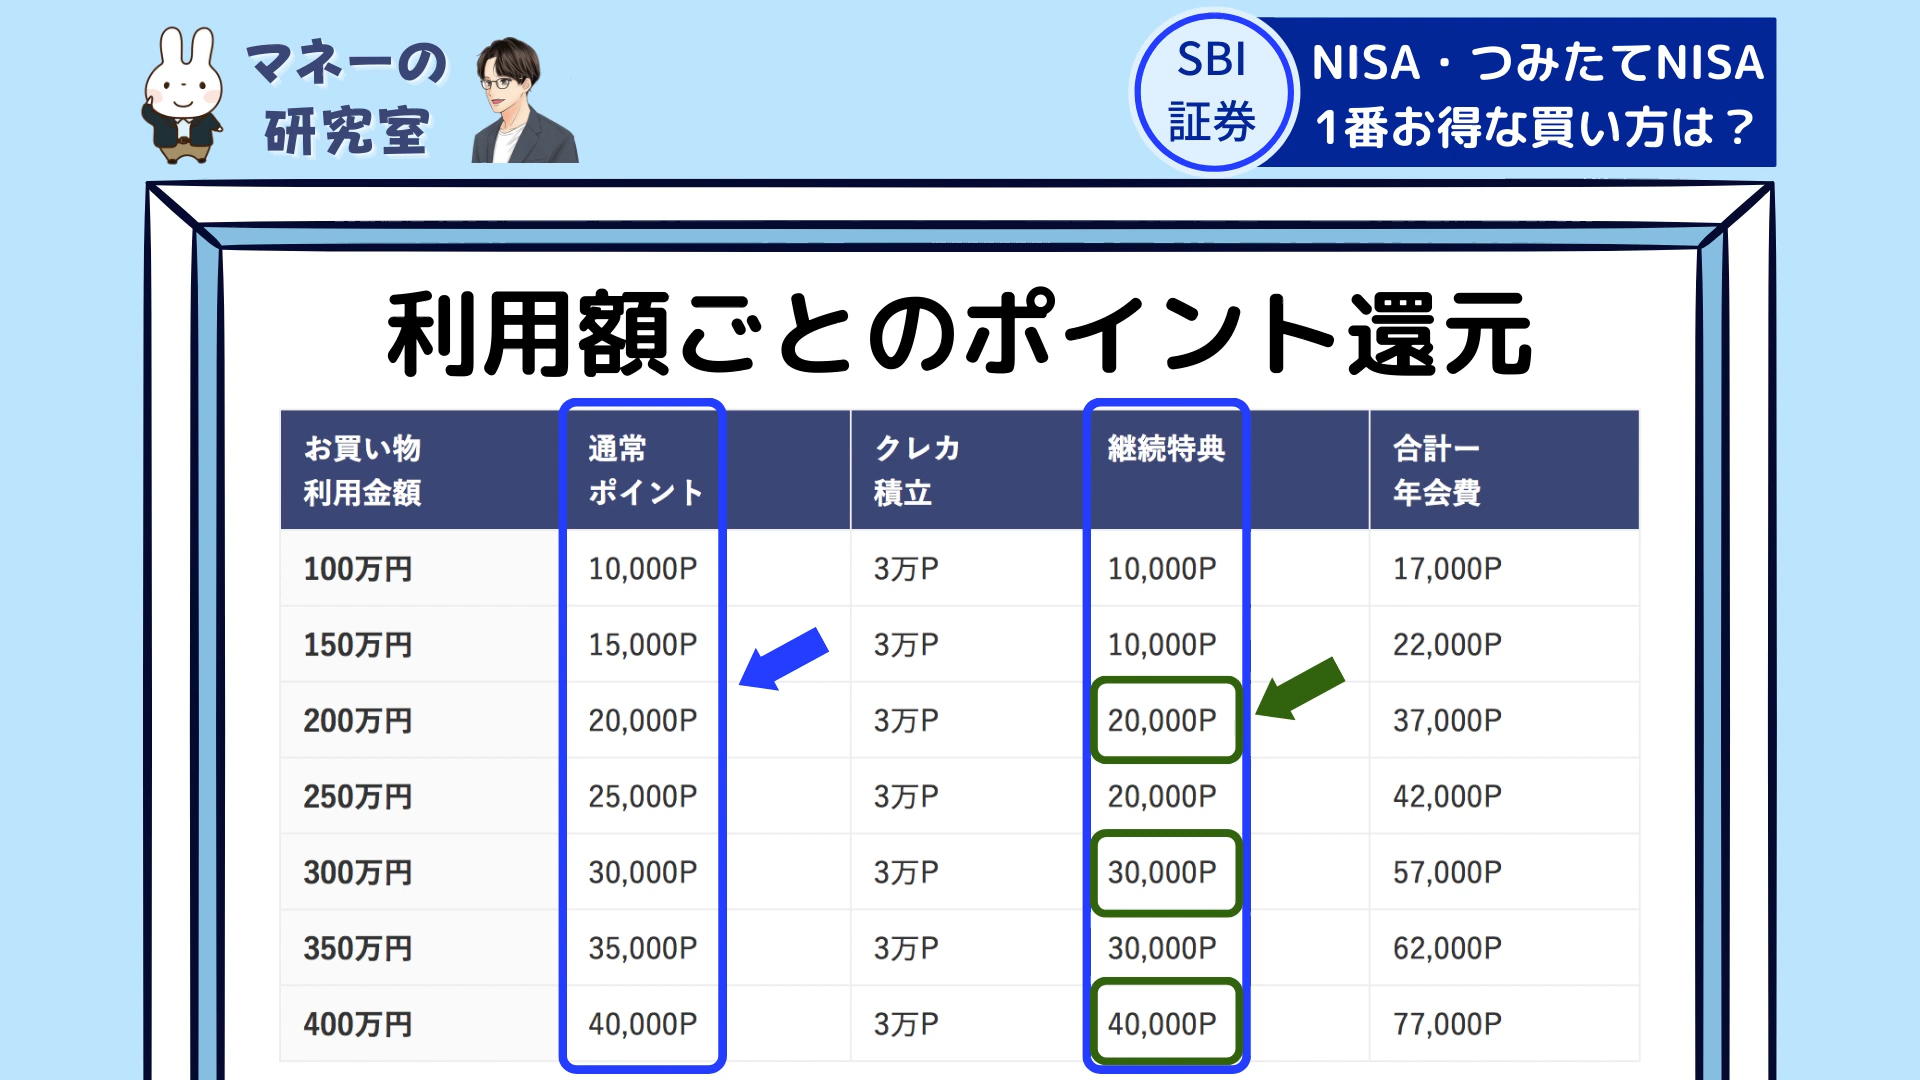 マネーの
研究室
SBI
証券
NISA・つみたてNISA
1番お得な買い方は？
利用額ごとのポイント還元
お買い物
利用金額
通常
ポイント
クレカ
積立
継続特典
合計ー
年会費
100万円 10,000P 3万P 10,000P 17,000P
150万円 15,000P 3万P 10,000P 22,000P
200万円 20,000P 3万P 20,000P 37,000P
250万円 25,000P 3万P 20,000P 42,000P
300万円 30,000P 3万P 30,000P 57,000P
350万円 35,000P 3万P 30,000P 62,000P
400万円 40,000P 3万P 40,000P 77,000P